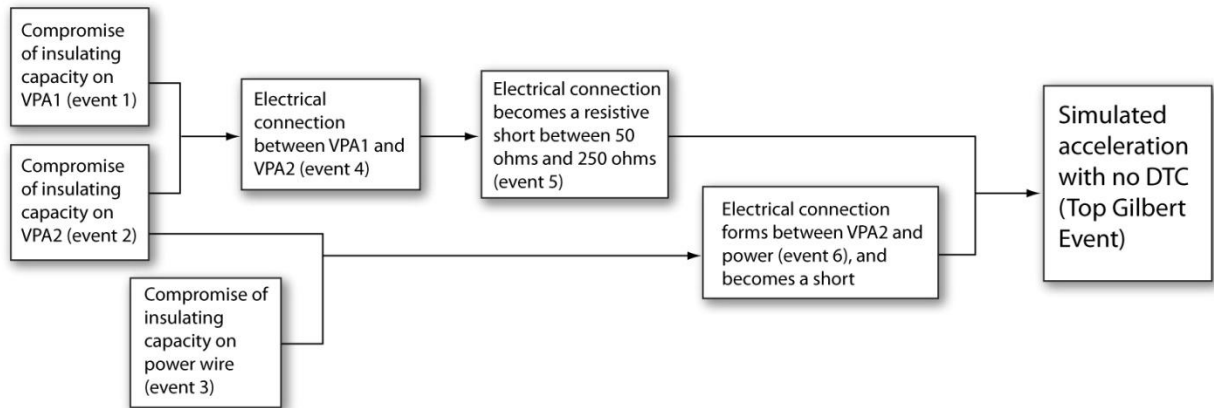 Compromise
of insulating
capacity on
VPA1 (event 1)
Compromise
of insulating
capacity on
VPA2 (event 2)
Compromise of
insulating
capacity on
power wire
(event 3)
Electrical
connection
between VPA1 and
VPA2 (event 4)
Electrical connection
becomes a resistive
short between 50
ohms and 250 ohms
(event 5)
Electrical connection
forms between VPA2 and
power (event 6), and
becomes a short
Simulated
acceleration
with no DTC
(Top Gilbert
Event)